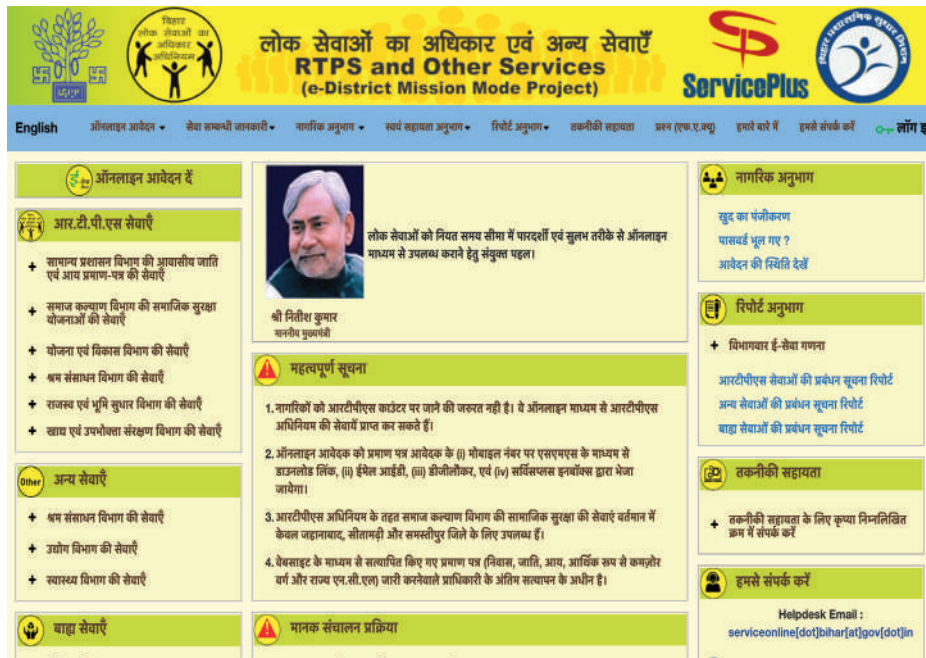 बिहार
लोक सेवाओं का
अधिकार
अधिनियम
लोक सेवाओं का अधिकार एवं अन्य सेवाएँ
RTPS and Other Services
(e-District Mission Mode Project)
ServicePlus
बिहार प्रशासनिक सुधार मिशन
English
ऑनलाइन आवेदन
सेवा सम्बन्धी जानकारी
नागरिक अनुभाग
स्वयं सहायता अनुभाग
रिपोर्ट अनुभाग
तकनीकी सहायता
प्रश्न (एफ.ए.क्यू)
हमारे बारे में
हमसे संपर्क करें
लॉग इ
ऑनलाइन आवेदन दें
आर.टी.पी.एस सेवाएँ
सामान्य प्रशासन विभाग की आवासीय जाति
एवं आय प्रमाण-पत्र की सेवाएँ
समाज कल्याण विभाग की समाजिक सुरक्षा
योजनाओं की सेवाएँ
योजना एवं विकास विभाग की सेवाएँ
श्रम संसाधन विभाग की सेवाएँ
राजस्व एवं भूमि सुधार विभाग की सेवाएँ
खाद्य एवं उपभोक्ता संरक्षण विभाग की सेवाएँ
Other
अन्य सेवाएँ
श्रम संसाधन विभाग की सेवाएँ
उद्योग विभाग की सेवाएँ
स्वास्थ्य विभाग की सेवाएँ
बाह्य सेवाएँ
लोक सेवाओं को नियत समय सीमा में पारदर्शी एवं सुलभ तरीके से ऑनलाइन
माध्यम से उपलब्ध कराने हेतु संयुक्त पहल।
श्री नितीश कुमार
माननीय मुख्यमंत्री
महत्वपूर्ण सूचना
1. नागरिकों को आरटीपीएस काउंटर पर जाने की जरुरत नही है। वे ऑनलाइन माध्यम से आरटीपीएस
अधिनियम की सेवायें प्राप्त कर सकते हैं।
2. ऑनलाइन आवेदक को प्रमाण पत्र आवेदक के (i) मोबाइल नंबर पर एसएमएस के माध्यम से
डाउनलोड लिंक, (ii) ईमेल आईडी, (iii) डीजीलौकर, एवं (iv) सर्विसप्लस इनबॉक्स द्वारा भेजा
जायेगा।
3. आरटीपीएस अधिनियम के तहत समाज कल्याण विभाग की सामाजिक सुरक्षा की सेवाएं वर्तमान में
केवल जहानाबाद, सीतामढ़ी और समस्तीपुर जिले के लिए उपलब्ध हैं।
4. वेबसाइट के माध्यम से सत्यापित किए गए प्रमाण पत्र (निवास, जाति, आय, आर्थिक रूप से कमज़ोर
वर्ग और राज्य एन.सी.एल) जारी करनेवाले प्राधिकारी के अंतिम सत्यापन के अधीन है।
मानक संचालन प्रक्रिया
नागरिक अनुभाग
खुद का पंजीकरण
पासवर्ड भूल गए ?
आवेदन की स्थिति देखें
रिपोर्ट अनुभाग
विभागवार ई-सेवा गणना
आरटीपीएस सेवाओं की प्रबंधन सूचना रिपोर्ट
अन्य सेवाओं की प्रबंधन सूचना रिपोर्ट
बाह्य सेवाओं की प्रबंधन सूचना रिपोर्ट
तकनीकी सहायता
तकनीकी सहायता के लिए कृप्या निम्नलिखित
क्रम में संपर्क करें
हमसे संपर्क करें
Helpdesk Email :
serviceonline[dot]bihar[at]gov[dot]in